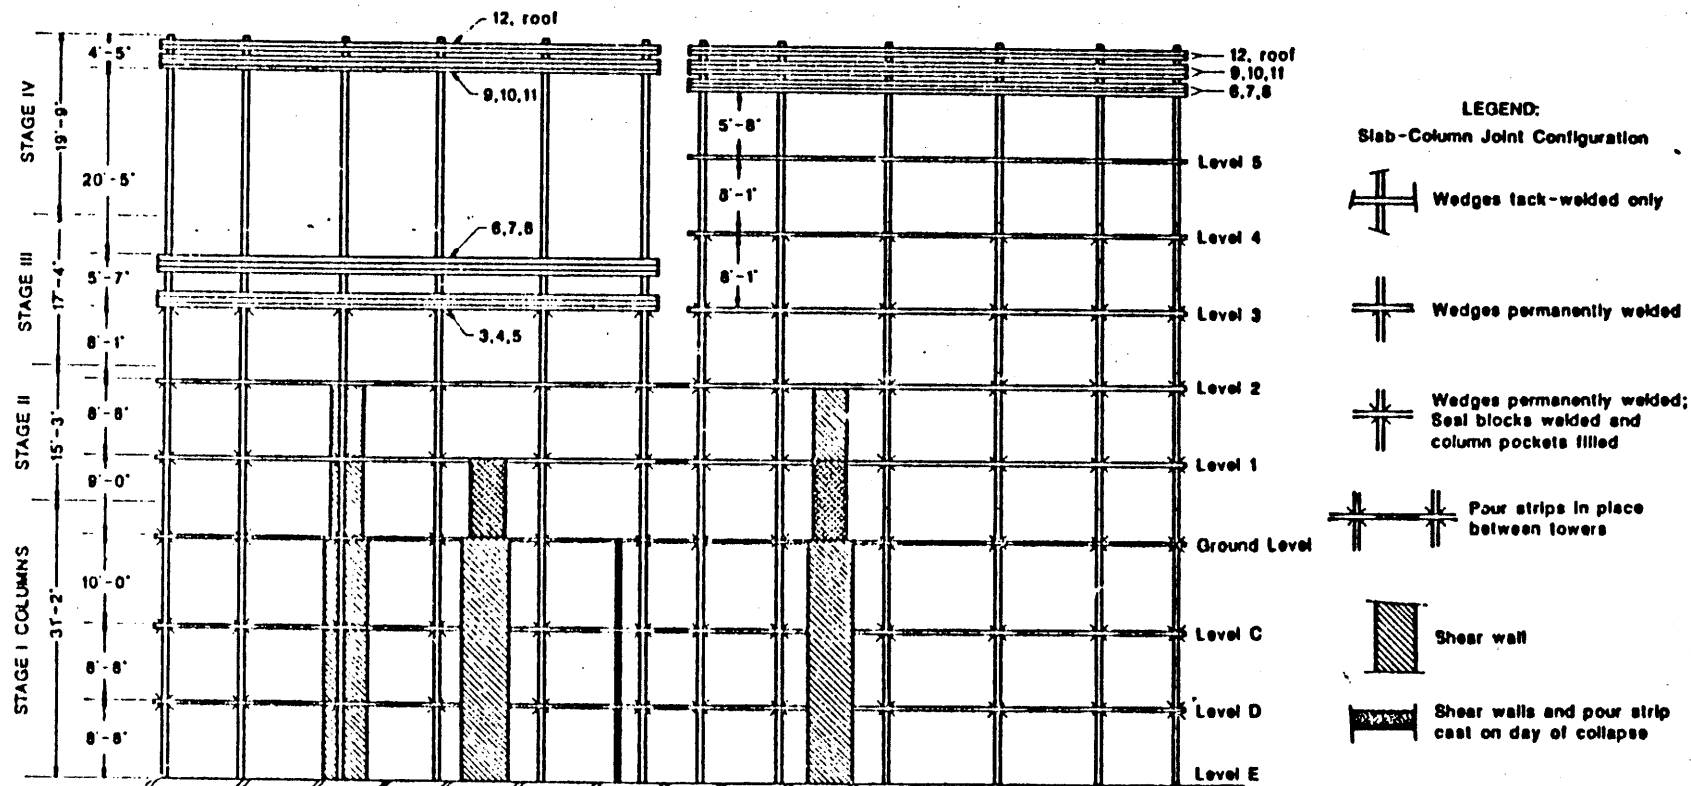 12, roof
9,10,11
4'-5"
19'-9"
STAGE IV
20'-5"
6,7,8
STAGE III
17'-4"
5'-7"
8'-1"
3,4,5
STAGE II
15'-3"
8'-8"
9'-0"
STAGE I COLUMNS
31'-2"
10'-0"
8'-8"
8'-8"
12, roof
9,10,11
6,7,8
5'-8"
Level 5
8'-1"
Level 4
8'-1"
Level 3
Level 2
Level 1
Ground Level
Level C
Level D
Level E
LEGEND:
Slab-Column Joint Configuration
Wedges tack-welded only
Wedges permanently welded
Wedges permanently welded;
Seal blocks welded and
column pockets filled
Pour strips in place
between towers
Shear wall
Shear walls and pour strip
cast on day of collapse